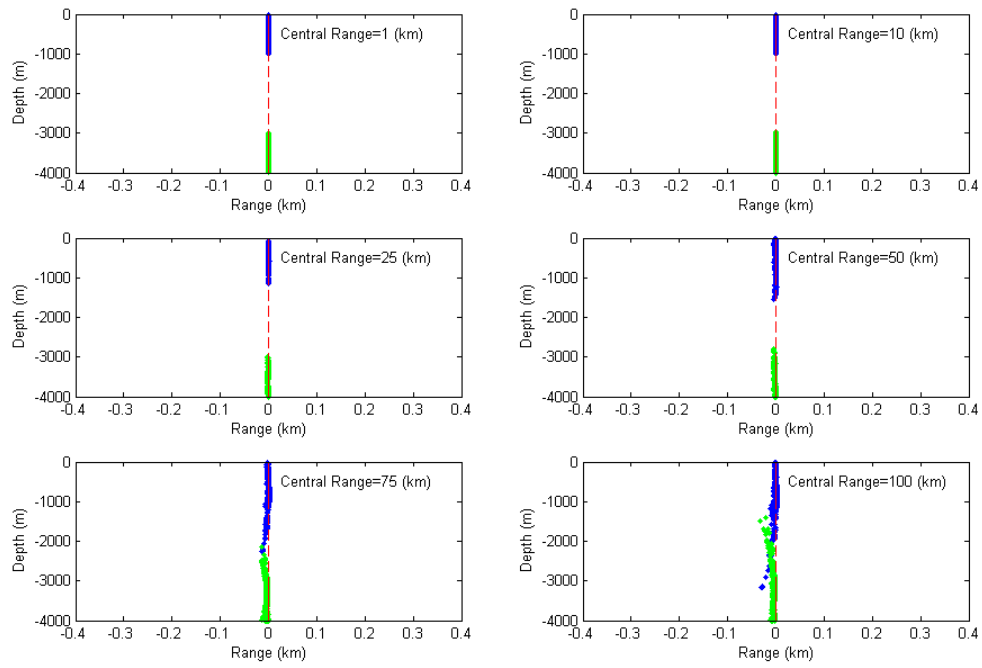 0
-1000
-2000
-3000
-4000
Depth (m)
Central Range=1 (km)
-0.4 -0.3 -0.2 -0.1 0 0.1 0.2 0.3 0.4
Range (km)
0
-1000
-2000
-3000
-4000
Depth (m)
Central Range=10 (km)
-0.4 -0.3 -0.2 -0.1 0 0.1 0.2 0.3 0.4
Range (km)
0
-1000
-2000
-3000
-4000
Depth (m)
Central Range=25 (km)
-0.4 -0.3 -0.2 -0.1 0 0.1 0.2 0.3 0.4
Range (km)
0
-1000
-2000
-3000
-4000
Depth (m)
Central Range=50 (km)
-0.4 -0.3 -0.2 -0.1 0 0.1 0.2 0.3 0.4
Range (km)
0
-1000
-2000
-3000
-4000
Depth (m)
Central Range=75 (km)
-0.4 -0.3 -0.2 -0.1 0 0.1 0.2 0.3 0.4
Range (km)
0
-1000
-2000
-3000
-4000
Depth (m)
Central Range=100 (km)
-0.4 -0.3 -0.2 -0.1 0 0.1 0.2 0.3 0.4
Range (km)